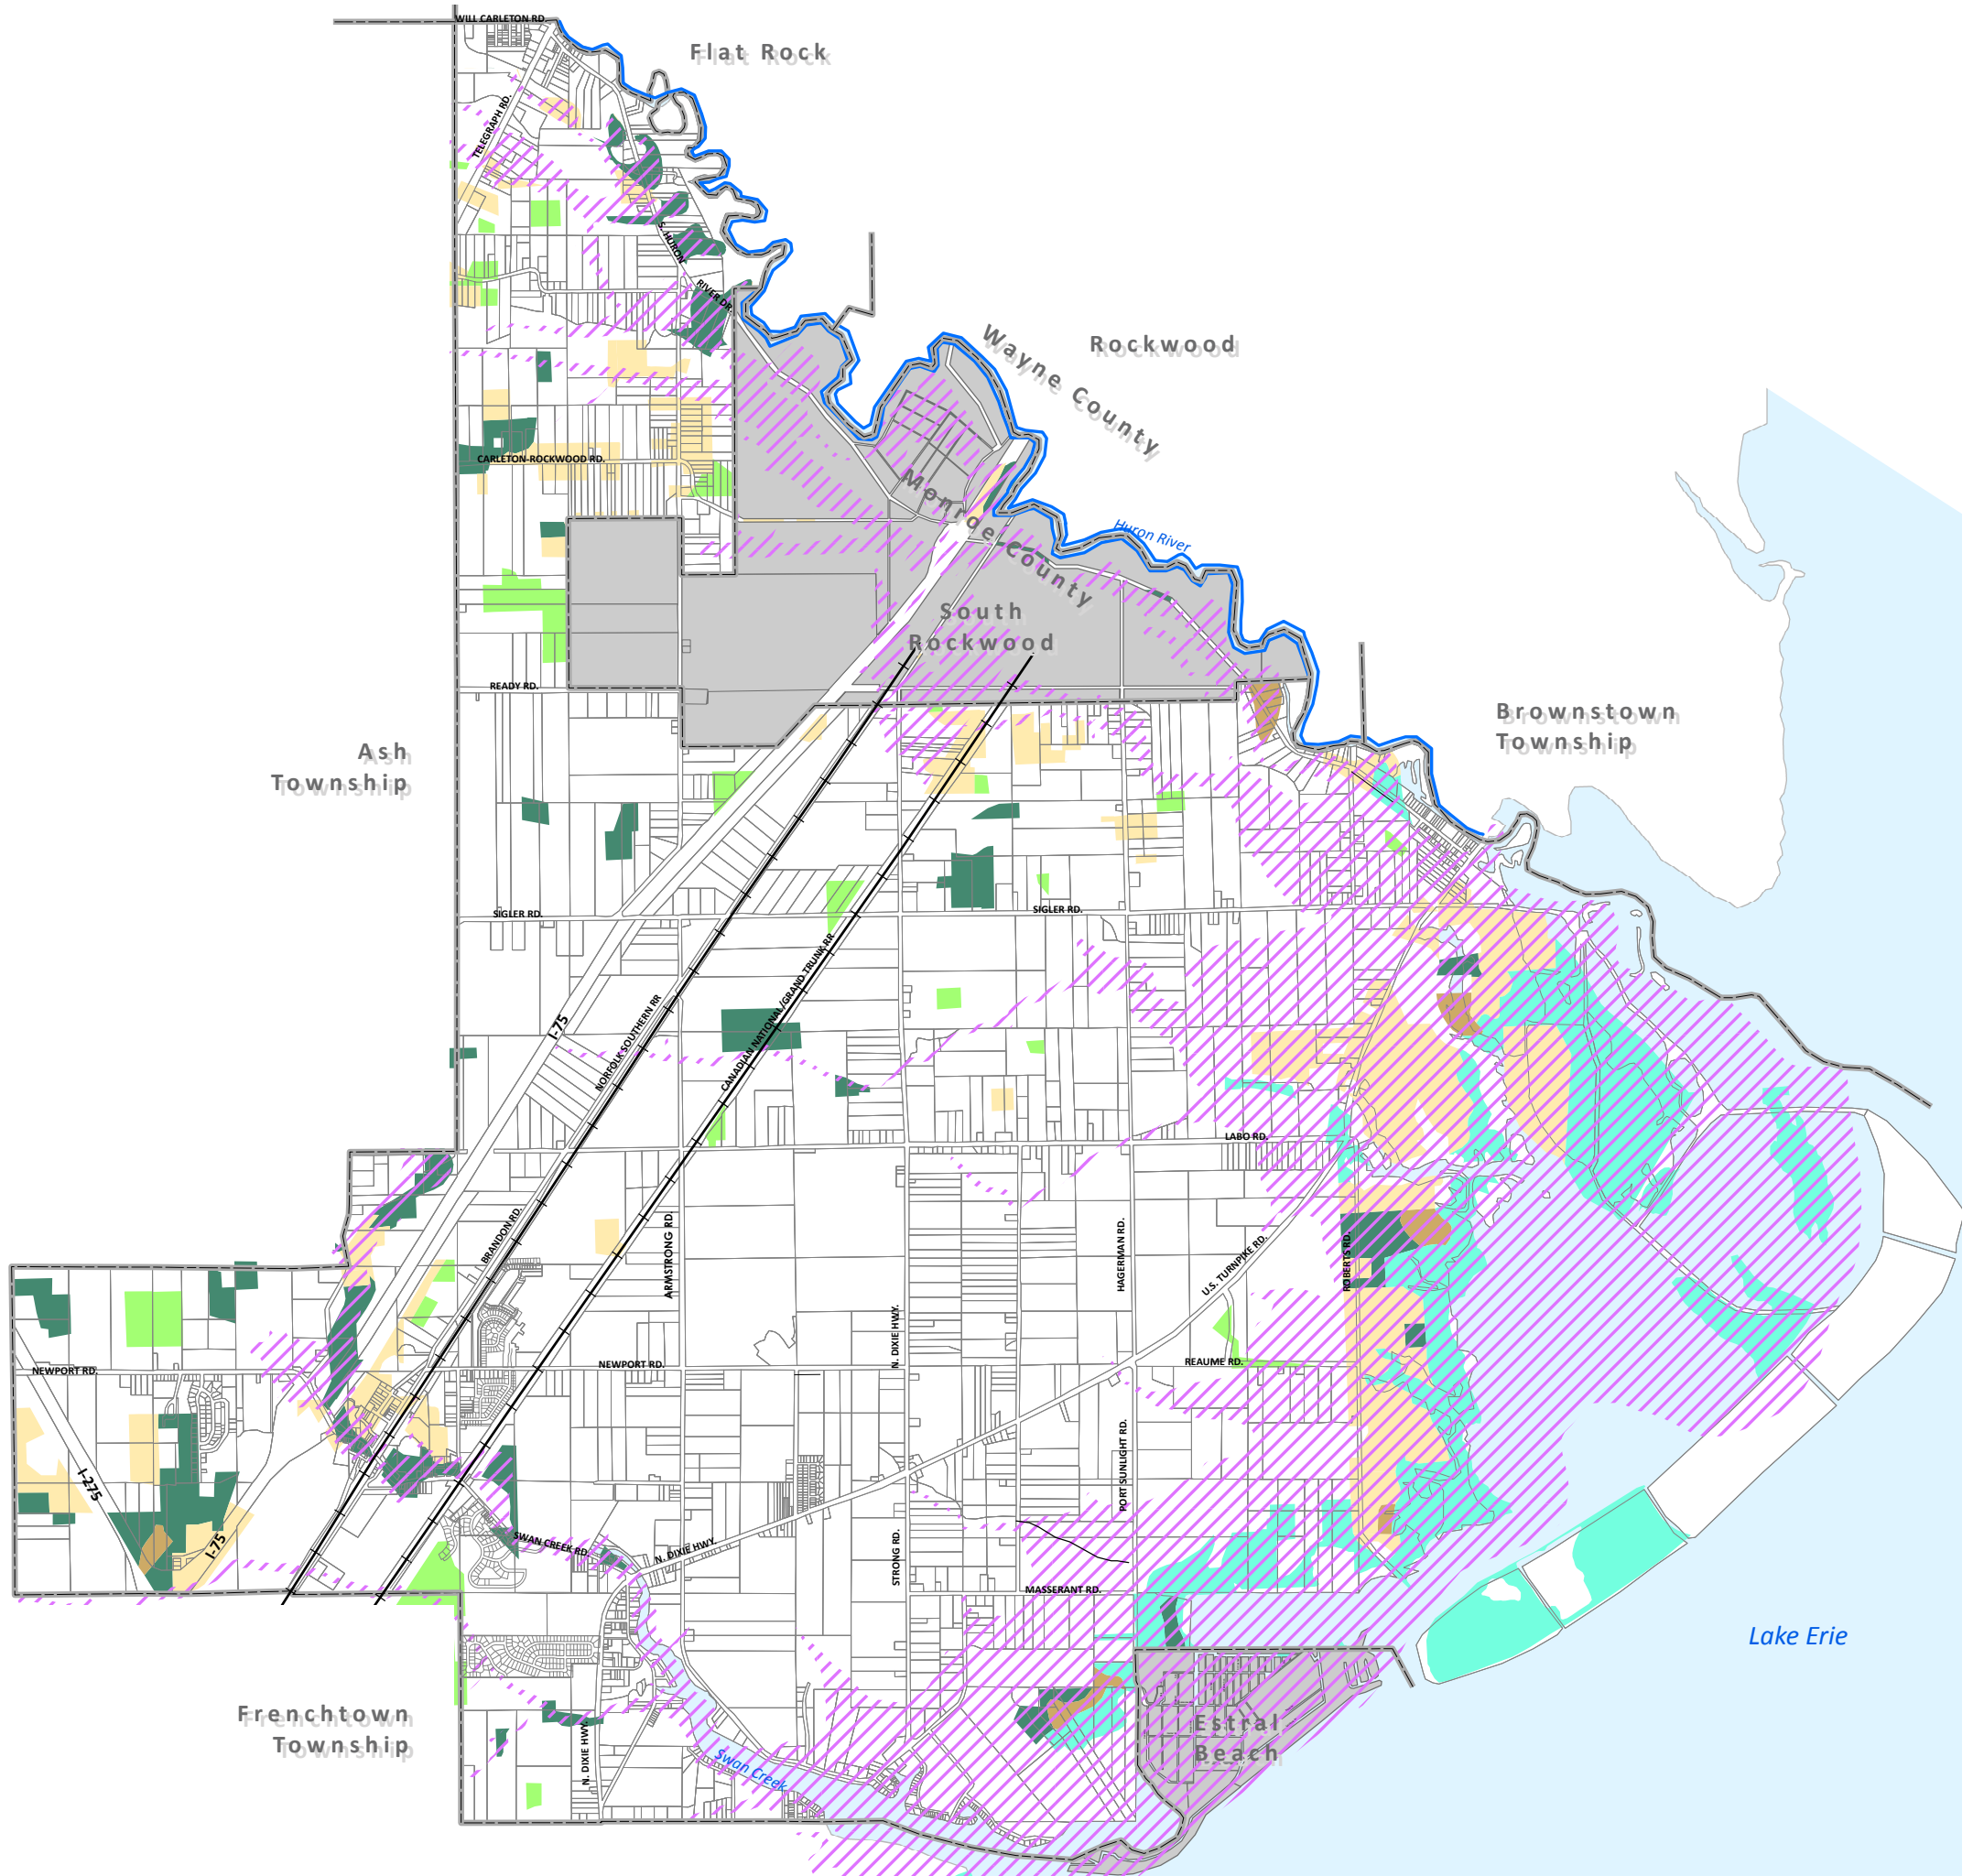 WILL CARLETON RD.
Flat Rock
TELEGRAPH RD.
S. HURON
RIVER DR.
Wayne County
Rockwood
CARLETON-ROCKWOOD RD.
Monroe County
Huron River
South
Rockwood
READY RD.
Brownstown
Township
Ash
Township
SIGLER RD.
SIGLER RD.
I-75
NORFOLK SOUTHERN RR
CANADIAN NATIONAL/GRAND TRUNK RR
LABO RD.
BRANDON RD.
ARMSTRONG RD.
HAGERMAN RD.
U.S. TURNPIKE RD.
ROBERTS RD.
N. DIXIE HWY.
NEWPORT RD.
NEWPORT RD.
REAUME RD.
I-275
I-75
PORT SUNLIGHT RD.
SWAN CREEK RD.
N. DIXIE HWY.
STRONG RD.
MASSERANT RD.
Lake Erie
Frenchtown
Township
N. DIXIE HWY.
Swan Creek
Estral
Beach